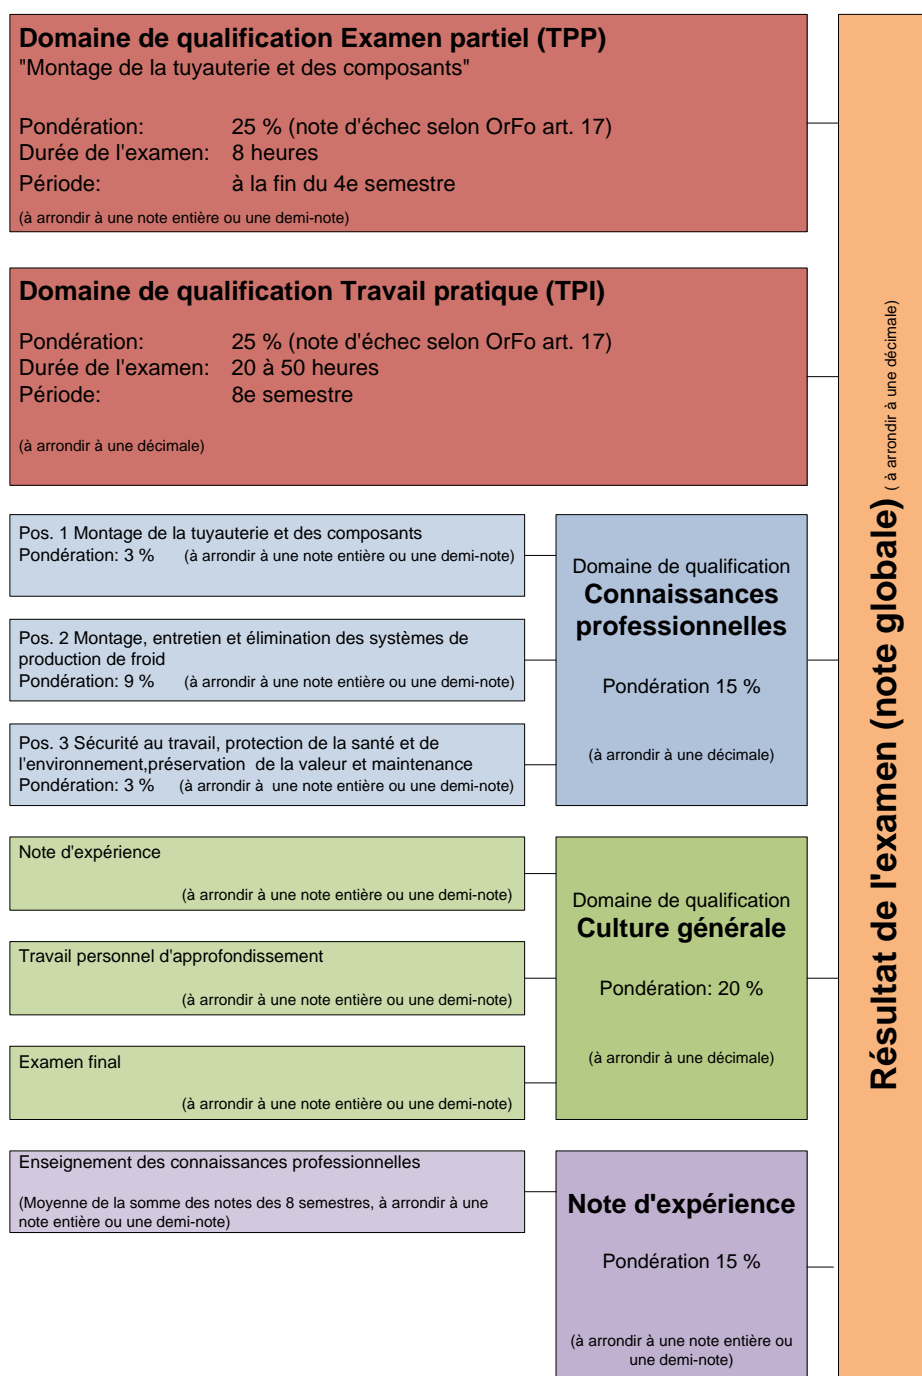 Domaine de qualification Examen partiel (TPP)
"Montage de la tuyauterie et des composants"
Pondération: 25 % (note d'échec selon OrFo art. 17)
Durée de l'examen: 8 heures
Période: à la fin du 4e semestre
(à arrondir à une note entière ou une demi-note)
Domaine de qualification Travail pratique (TPI)
Pondération: 25 % (note d'échec selon OrFo art. 17)
Durée de l'examen: 20 à 50 heures
Période: 8e semestre
(à arrondir à une décimale)
Pos. 1 Montage de la tuyauterie et des composants
Pondération: 3 % (à arrondir à une note entière ou une demi-note)
Pos. 2 Montage, entretien et élimination des systèmes de
production de froid
Pondération: 9 % (à arrondir à une note entière ou une demi-note)
Pos. 3 Sécurité au travail, protection de la santé et de
l'environnement,préservation de la valeur et maintenance
Pondération: 3 % (à arrondir à une note entière ou une demi-note)
Domaine de qualification
Connaissances
professionnelles
Pondération 15 %
(à arrondir à une décimale)
Note d'expérience
(à arrondir à une note entière ou une demi-note)
Travail personnel d'approfondissement
(à arrondir à une note entière ou une demi-note)
Examen final
(à arrondir à une note entière ou une demi-note)
Domaine de qualification
Culture générale
Pondération: 20 %
(à arrondir à une décimale)
Enseignement des connaissances professionnelles
(Moyenne de la somme des notes des 8 semestres, à arrondir à une
note entière ou une demi-note)
Note d'expérience
Pondération 15 %
(à arrondir à une note entière ou
une demi-note)
Résultat de l'examen (note globale) ( à arrondir à une décimale)